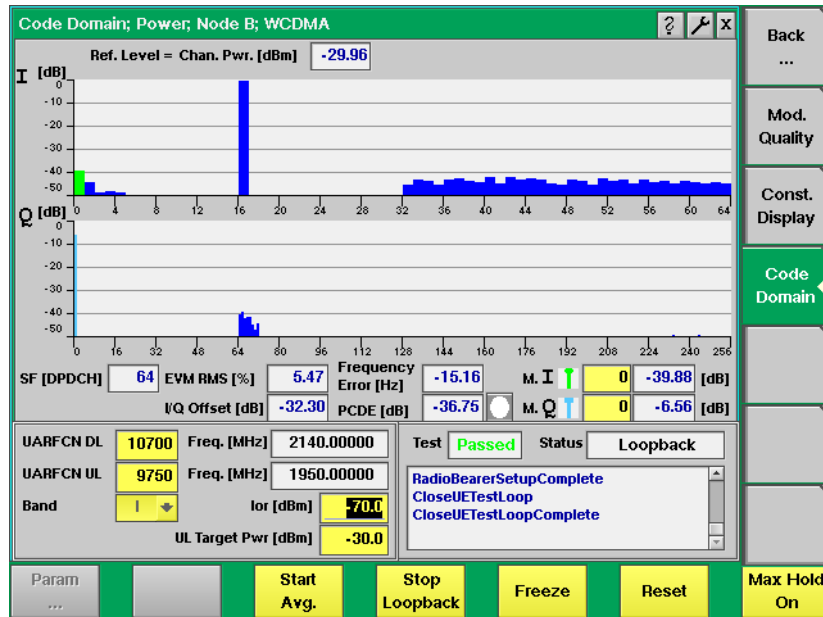 Code Domain; Power; Node B; WCDMA ? x
Back
...
Ref. Level = Chan. Pwr. [dBm] -29.96
I [dB]
0
-10
-20
-30
-40
-50
0 4 8 12 16 20 24 28 32 36 40 44 48 52 56 60 64
Mod.
Quality
Const.
Display
Q [dB]
0
-10
-20
-30
-40
-50
0 16 32 48 64 80 96 112 128 144 160 176 192 208 224 240 256
Code
Domain
SF [DPDCH] 64 EVM RMS [%] 5.47 Frequency Error [Hz] -15.16 M. I 0 -39.88 [dB]
I/Q Offset [dB] -32.30 PCDE [dB] -36.75 M. Q 0 -6.56 [dB]
UARFCN DL 10700 Freq. [MHz] 2140.00000
UARFCN UL 9750 Freq. [MHz] 1950.00000
Band I Ior [dBm] -70.0
UL Target Pwr [dBm] -30.0
Test Passed Status Loopback
RadioBearerSetupComplete
CloseUETestLoop
CloseUETestLoopComplete
Param
...
Start
Avg.
Stop
Loopback
Freeze
Reset
Max Hold
On